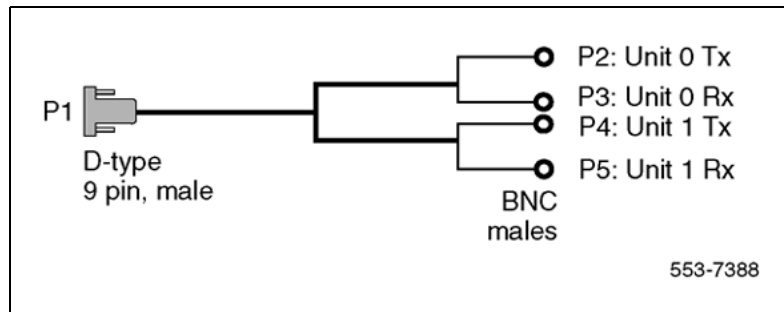 P2: Unit 0 Tx
P1
P3: Unit 0 Rx
P4: Unit 1 Tx
D-type
9 pin, male
P5: Unit 1 Rx
BNC
males
553-7388